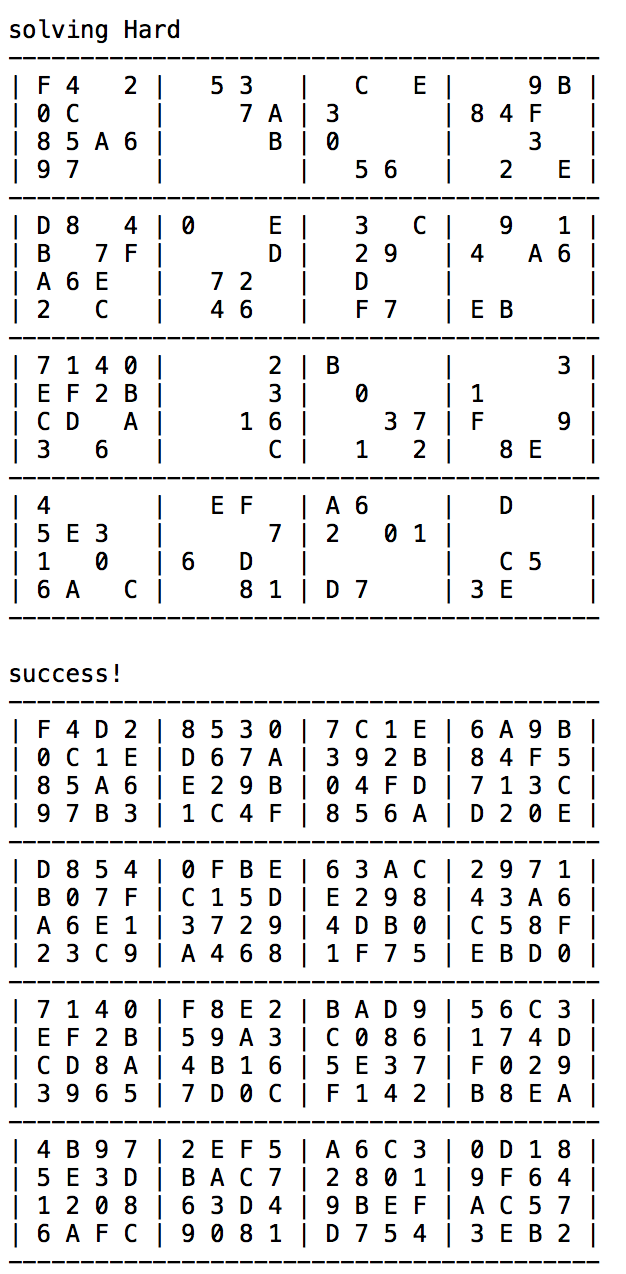 solving Hard
-----------------------------------------
| F 4   2 |   5 3   |   C   E |     9 B |
| 0 C     |     7 A | 3       | 8 4 F   |
| 8 5 A 6 |       B | 0       |     3   |
| 9 7     |         |   5 6   |   2   E |
-----------------------------------------
| D 8   4 | 0     E |   3   C |   9   1 |
| B   7 F |       D |   2 9   | 4   A 6 |
| A 6 E   |   7 2   |   D     |         |
| 2   C   |   4 6   |   F 7   | E B     |
-----------------------------------------
| 7 1 4 0 |       2 | B       |       3 |
| E F 2 B |       3 |   0     | 1       |
| C D   A |     1 6 |     3 7 | F     9 |
| 3   6   |       C |   1   2 |   8 E   |
-----------------------------------------
| 4       |   E F   | A 6     |   D     |
| 5 E 3   |       7 | 2   0 1 |         |
| 1   0   | 6   D   |         |   C 5   |
| 6 A   C |     8 1 | D 7     | 3 E     |
-----------------------------------------
success!
-----------------------------------------
| F 4 D 2 | 8 5 3 0 | 7 C 1 E | 6 A 9 B |
| 0 C 1 E | D 6 7 A | 3 9 2 B | 8 4 F 5 |
| 8 5 A 6 | E 2 9 B | 0 4 F D | 7 1 3 C |
| 9 7 B 3 | 1 C 4 F | 8 5 6 A | D 2 0 E |
-----------------------------------------
| D 8 5 4 | 0 F B E | 6 3 A C | 2 9 7 1 |
| B 0 7 F | C 1 5 D | E 2 9 8 | 4 3 A 6 |
| A 6 E 1 | 3 7 2 9 | 4 D B 0 | C 5 8 F |
| 2 3 C 9 | A 4 6 8 | 1 F 7 5 | E B D 0 |
-----------------------------------------
| 7 1 4 0 | F 8 E 2 | B A D 9 | 5 6 C 3 |
| E F 2 B | 5 9 A 3 | C 0 8 6 | 1 7 4 D |
| C D 8 A | 4 B 1 6 | 5 E 3 7 | F 0 2 9 |
| 3 9 6 5 | 7 D 0 C | F 1 4 2 | B 8 E A |
-----------------------------------------
| 4 B 9 7 | 2 E F 5 | A 6 C 3 | 0 D 1 8 |
| 5 E 3 D | B A C 7 | 2 8 0 1 | 9 F 6 4 |
| 1 2 0 8 | 6 3 D 4 | 9 B E F | A C 5 7 |
| 6 A F C | 9 0 8 1 | D 7 5 4 | 3 E B 2 |
-----------------------------------------